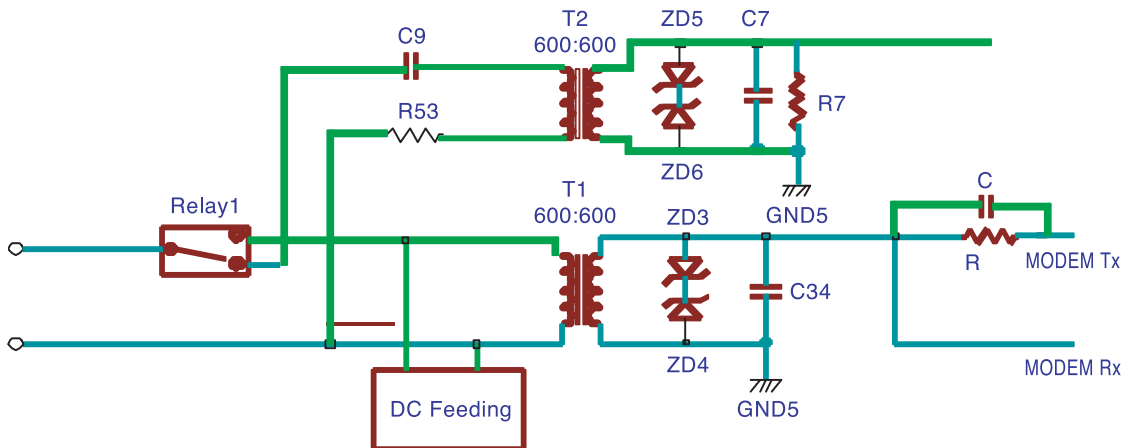 T2
600:600
ZD5
C7
C9
R53
R7
ZD6
GND5
T1
600:600
Relay1
ZD3
C
R
MODEM Tx
C34
ZD4
MODEM Rx
GND5
DC Feeding